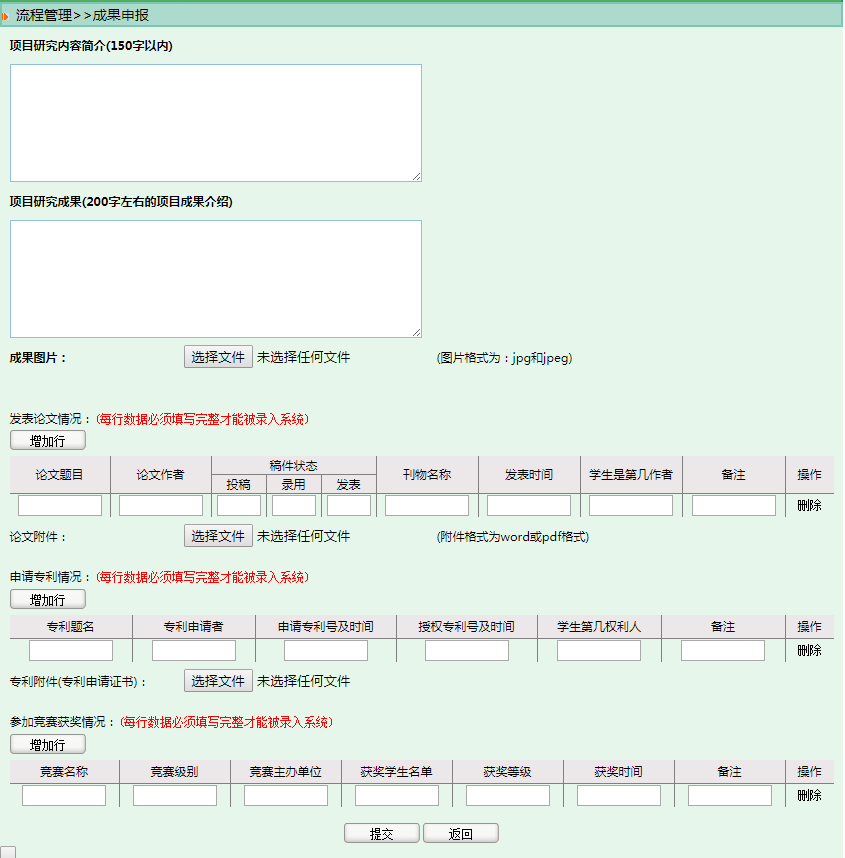 流程管理>>成果申报
项目研究内容简介(150字以内)
项目研究成果(200字左右的项目成果介绍)
成果图片： 选择文件 未选择任何文件 (图片格式为：jpg和jpeg)
发表论文情况：(每行数据必须填写完整才能被录入系统)
增加行
论文题目 论文作者 稿件状态 刊物名称 发表时间 学生是第几作者 备注 操作
投稿 录用 发表
删除
论文附件： 选择文件 未选择任何文件 (附件格式为word或pdf格式)
申请专利情况：(每行数据必须填写完整才能被录入系统)
增加行
专利题名 专利申请者 申请专利号及时间 授权专利号及时间 学生第几权利人 备注 操作
删除
专利附件(专利申请证书)： 选择文件 未选择任何文件
参加竞赛获奖情况：(每行数据必须填写完整才能被录入系统)
增加行
竞赛名称 竞赛级别 竞赛主办单位 获奖学生名单 获奖等级 获奖时间 备注 操作
删除
提交 返回